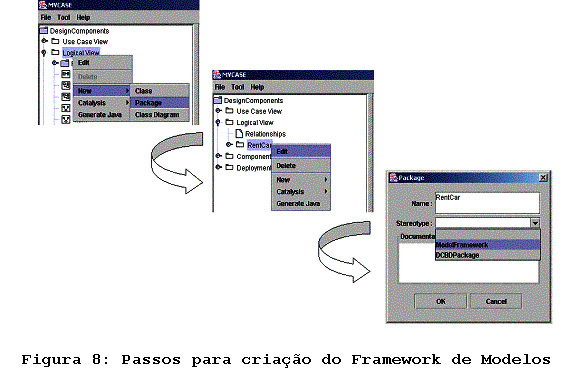 MYCASE
File Tool Help
DesignComponents
Use Case View
Logical View
Edit
Delete
New
Catalysis
Generate Java
Class
Package
Class Diagram
MYCASE
File Tool Help
DesignComponents
Use Case View
Logical View
Relationships
RentCar
Component
Deployment
Edit
Delete
New
Catalysis
Generate Java
Package
Name:
RentCar
Stereotype:
Documenta
ModelFramework
DCBDPackage
OK
Cancel
Figura 8: Passos para criação do Framework de Modelos